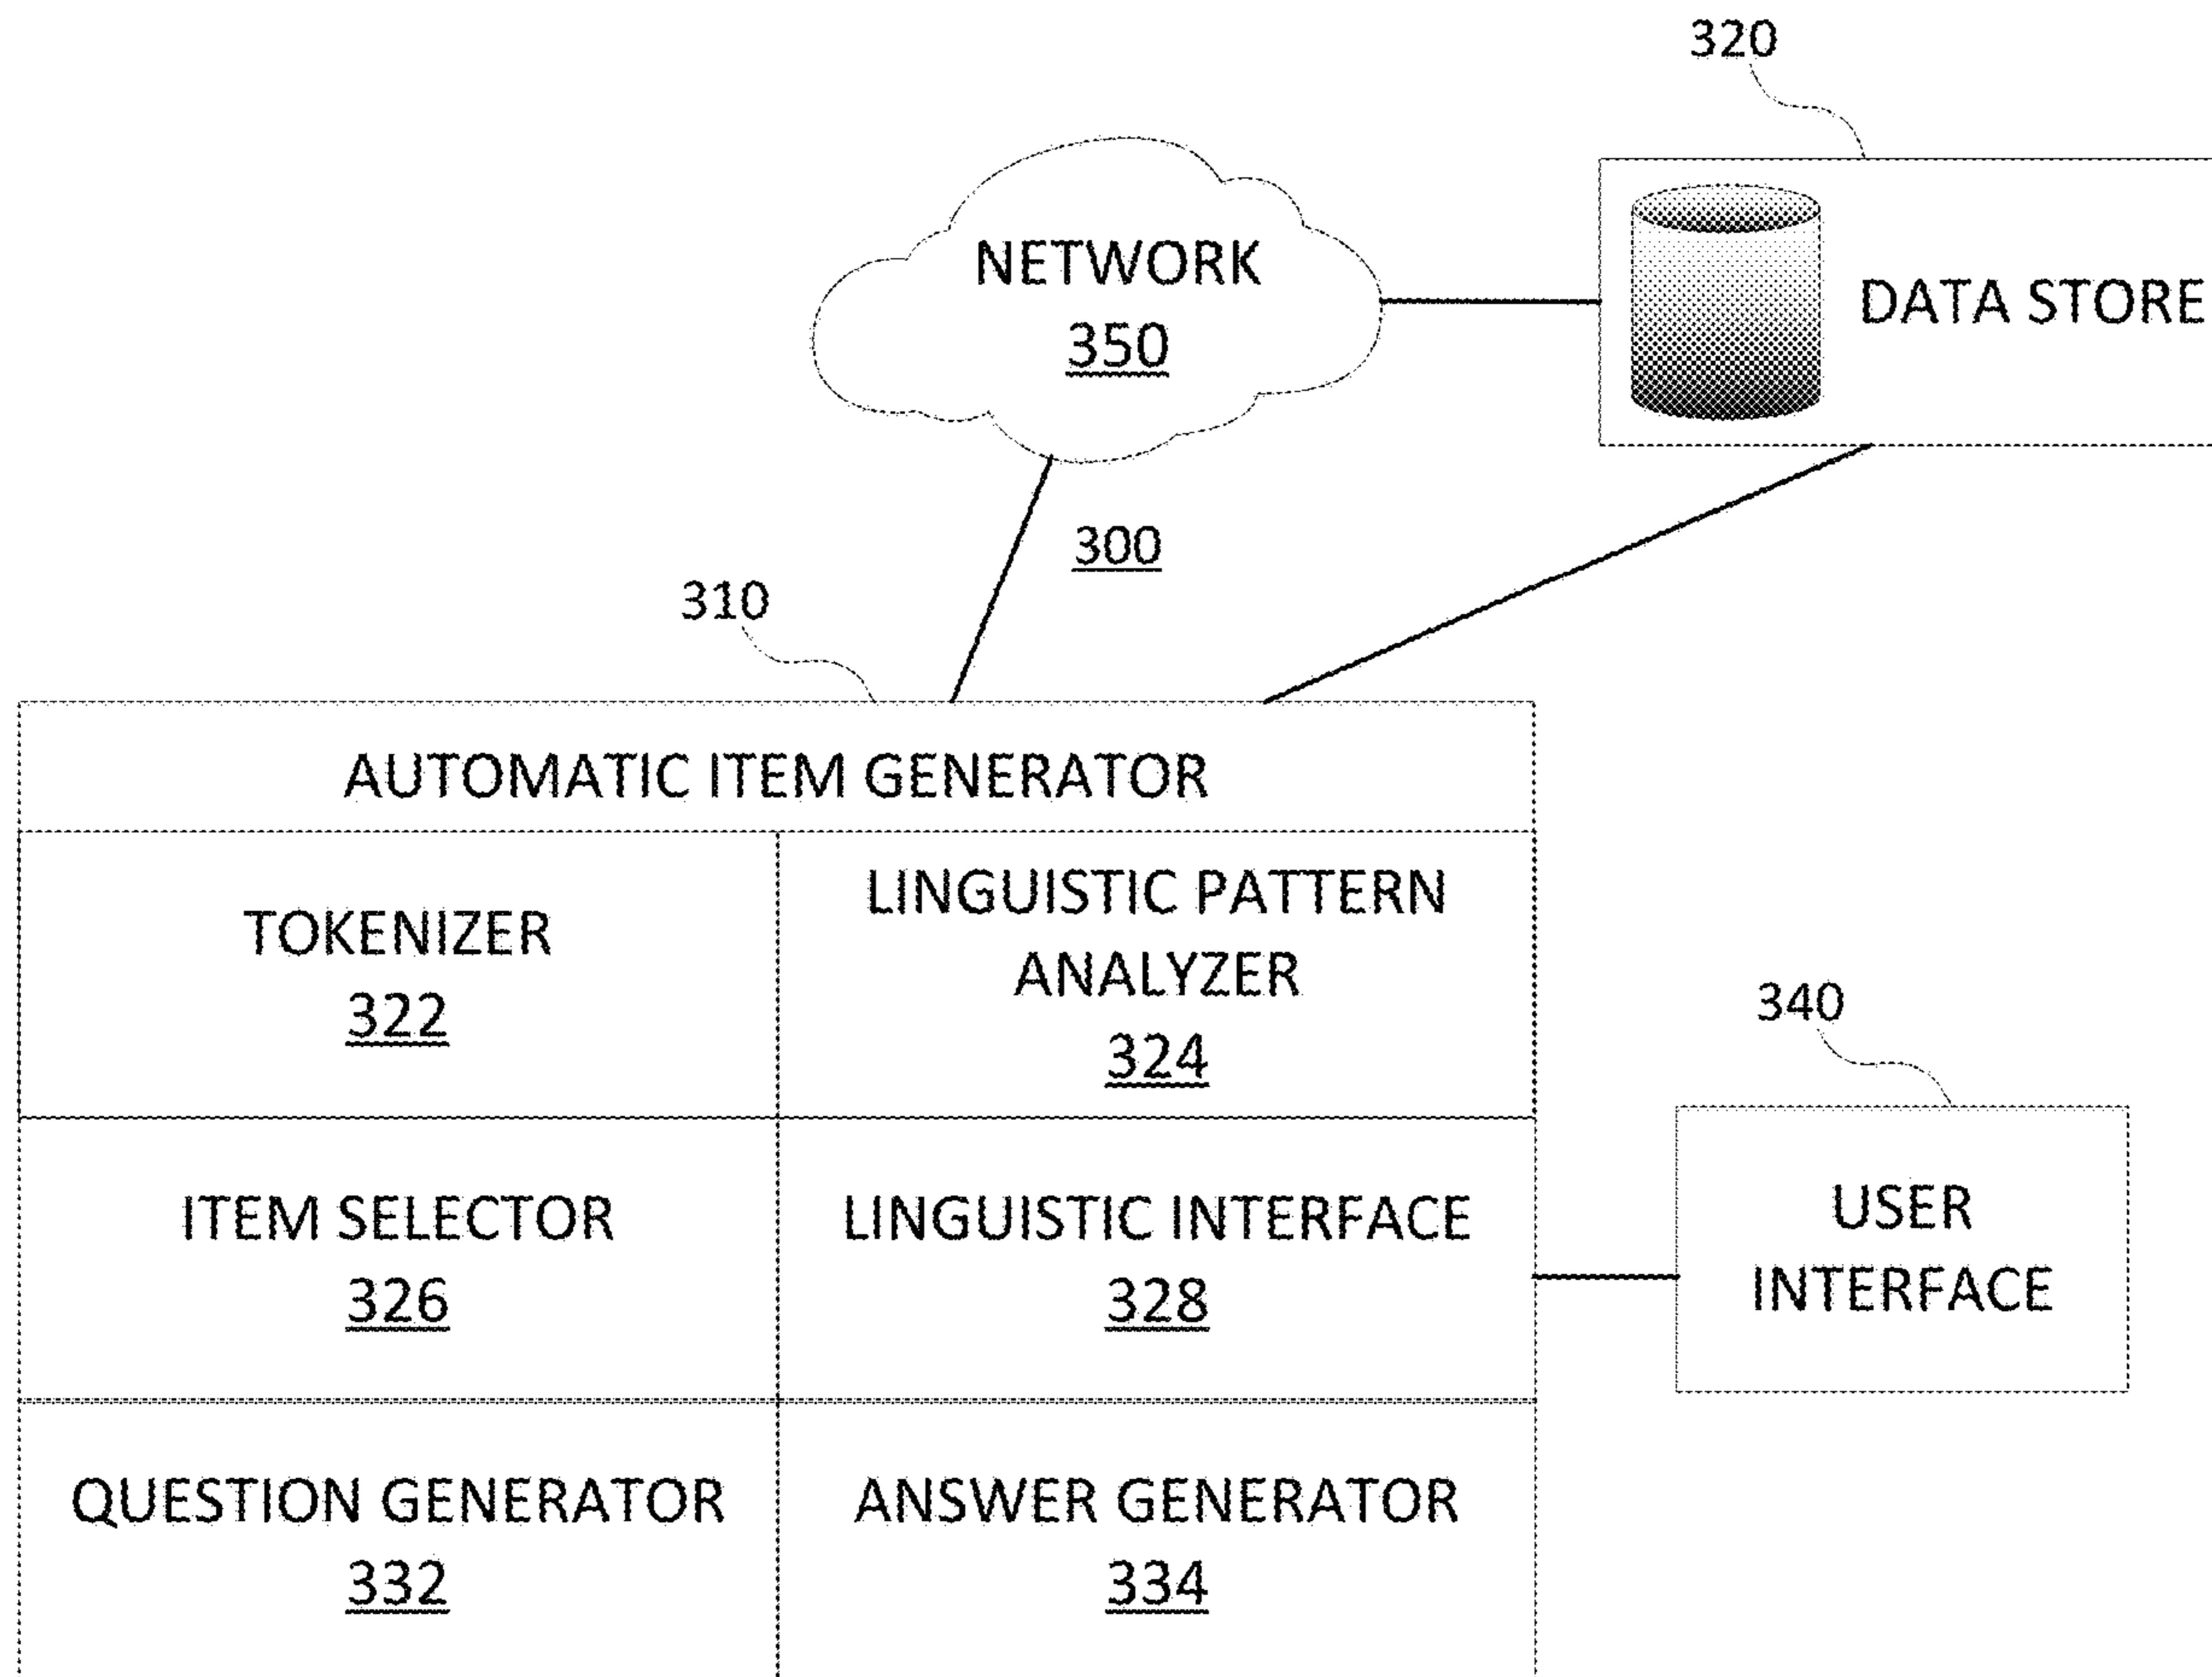 320
NETWORK
350
DATA STORE
300
310
AUTOMATIC ITEM GENERATOR
TOKENIZER
322
LINGUISTIC PATTERN
ANALYZER
324
340
ITEM SELECTOR
326
LINGUISTIC INTERFACE
328
USER
INTERFACE
QUESTION GENERATOR
332
ANSWER GENERATOR
334